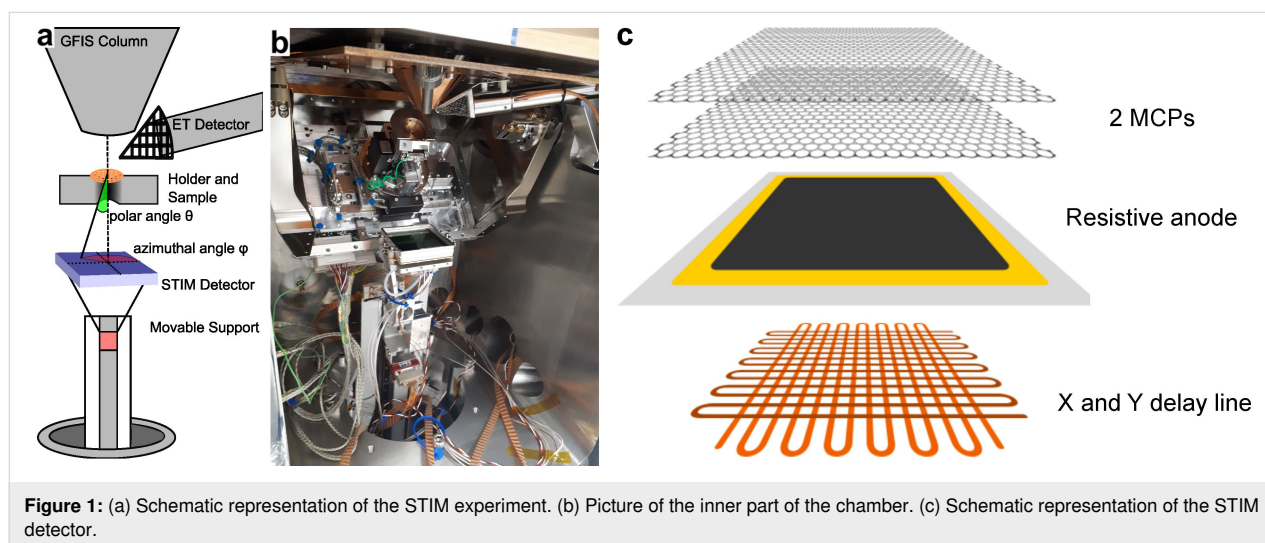 a
GFIS Column
ET Detector
Holder and
Sample
polar angle θ
azimuthal angle φ
STIM Detector
Movable Support
b
c
2 MCPs
Resistive anode
X and Y delay line
Figure 1: (a) Schematic representation of the STIM experiment. (b) Picture of the inner part of the chamber. (c) Schematic representation of the STIM
detector.